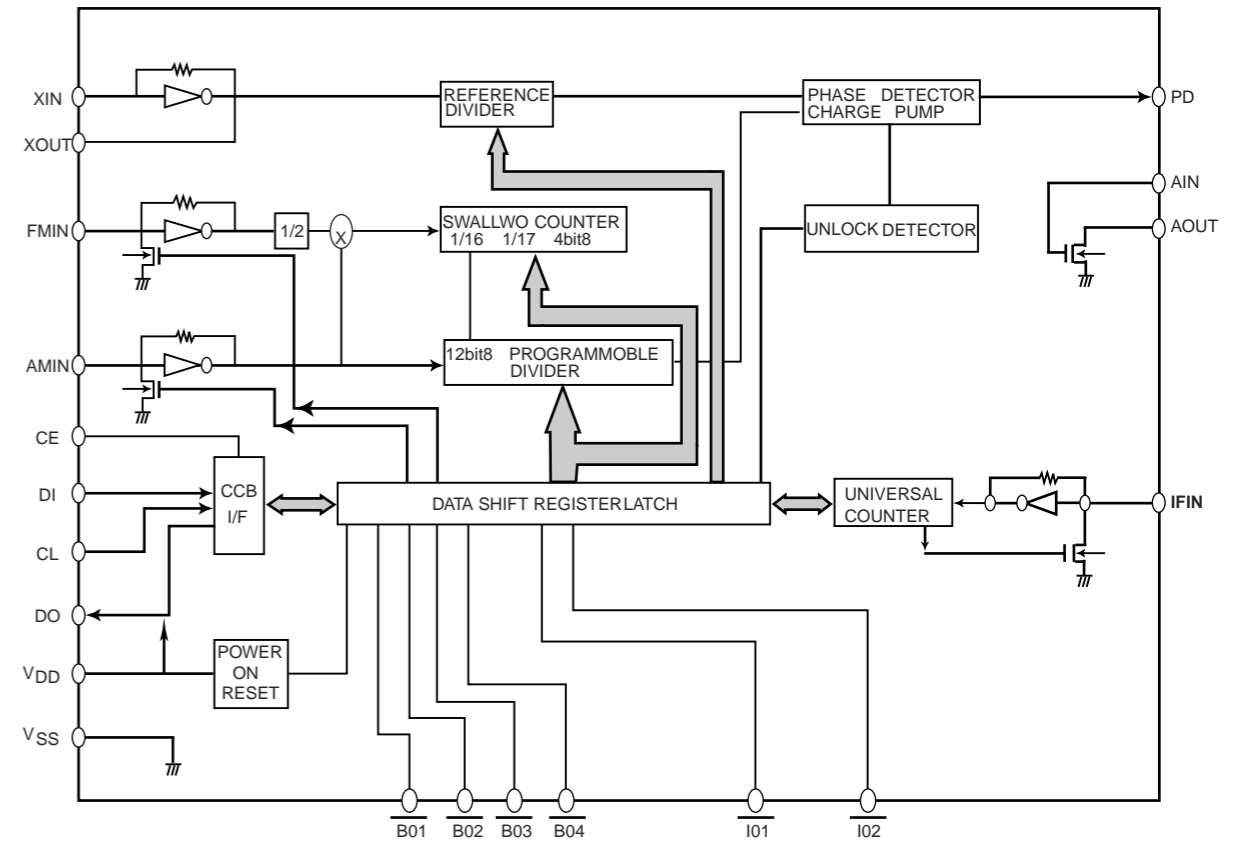 XIN
XOUT
REFERENCE
DIVIDER
PHASE DETECTOR
CHARGE PUMP
PD
AIN
AOUT
FMIN
1/2
X
SWALLWO COUNTER
1/16 1/17 4bit8
UNLOCK DETECTOR
AMIN
12bit8 PROGRAMMOBLE
DIVIDER
CE
DI
CL
DO
CCB
I/F
DATA SHIFT REGISTER LATCH
UNIVERSAL
COUNTER
IFIN
VDD
POWER
ON
RESET
VSS
B01
B02
B03
B04
I01
I02